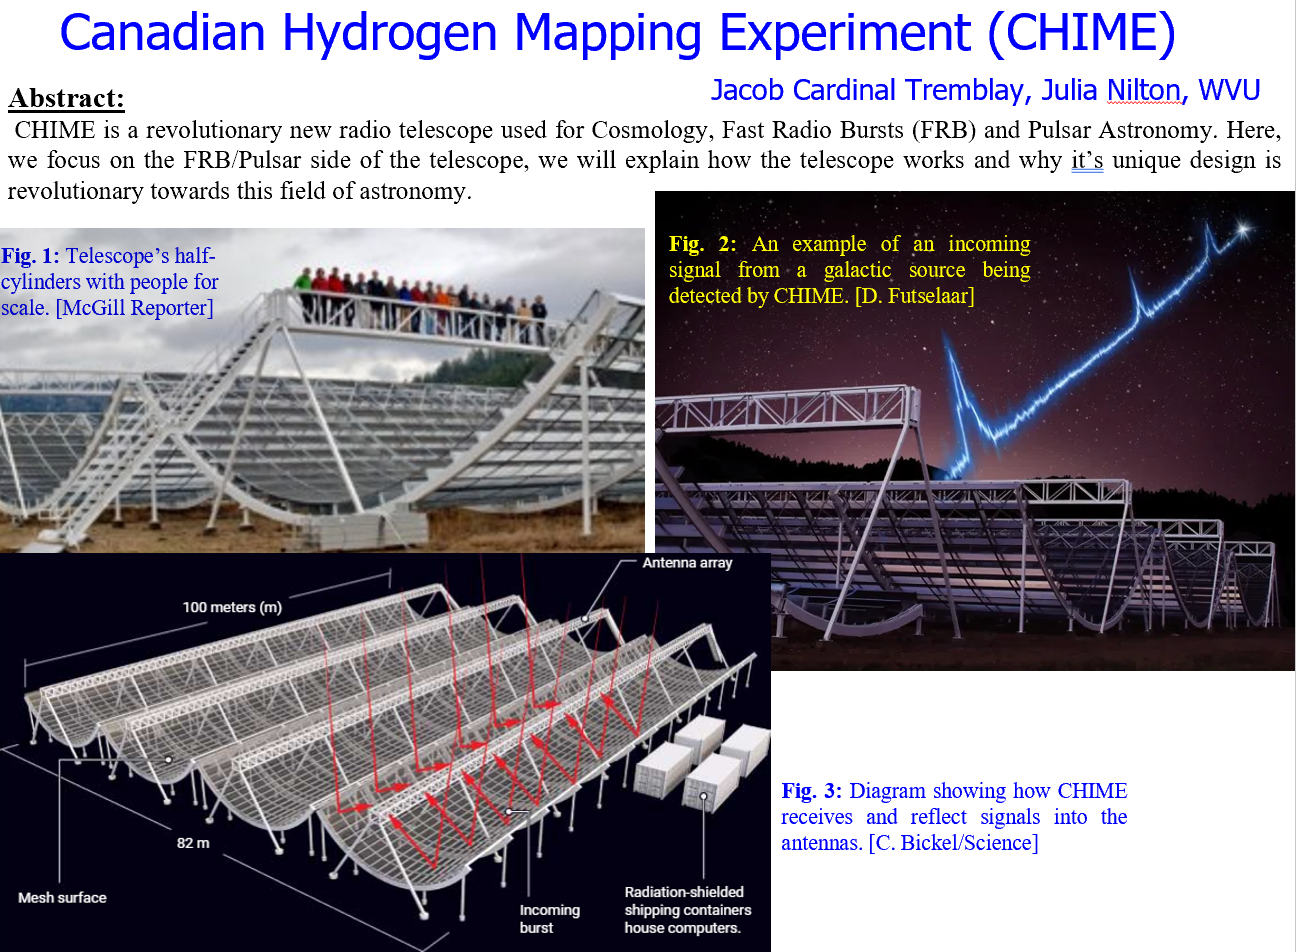 Canadian Hydrogen Mapping Experiment (CHIME)
Jacob Cardinal Tremblay, Julia Nilton, WVU
Abstract:
CHIME is a revolutionary new radio telescope used for Cosmology, Fast Radio Bursts (FRB) and Pulsar Astronomy. Here,
we focus on the FRB/Pulsar side of the telescope, we will explain how the telescope works and why it’s unique design is
revolutionary towards this field of astronomy.
Fig. 1: Telescope’s half-
cylinders with people for
scale. [McGill Reporter]
Fig. 2: An example of an incoming
signal from a galactic source being
detected by CHIME. [D. Futselaar]
Antenna array
100 meters (m)
82 m
Mesh surface
Incoming
burst
Radiation-shielded
shipping containers
house computers.
Fig. 3: Diagram showing how CHIME
receives and reflect signals into the
antennas. [C. Bickel/Science]